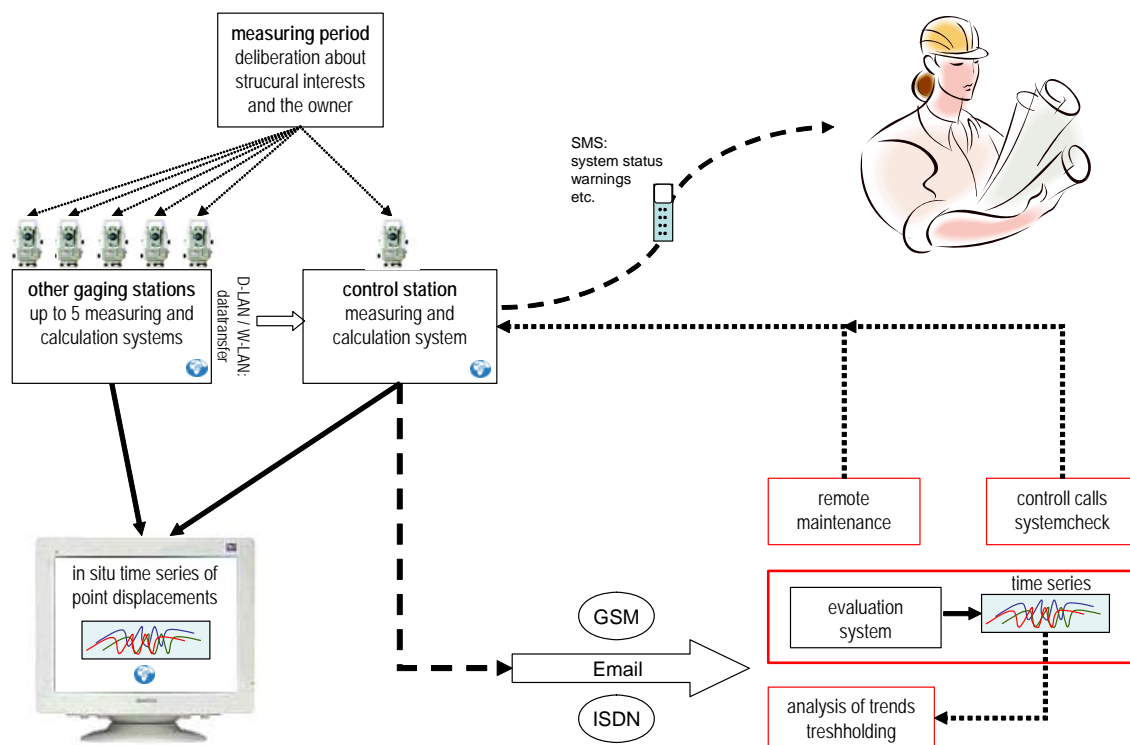 measuring period
deliberation about
strucural interests
and the owner
SMS:
system status
warnings
etc.
other gaging stations
up to 5 measuring and
calculation systems
D-LAN / W-LAN:
datatransfer
control station
measuring and
calculation system
remote
maintenance
controll calls
systemcheck
in situ time series of
point displacements
GSM
Email
ISDN
evaluation
system
time series
analysis of trends
treshholding